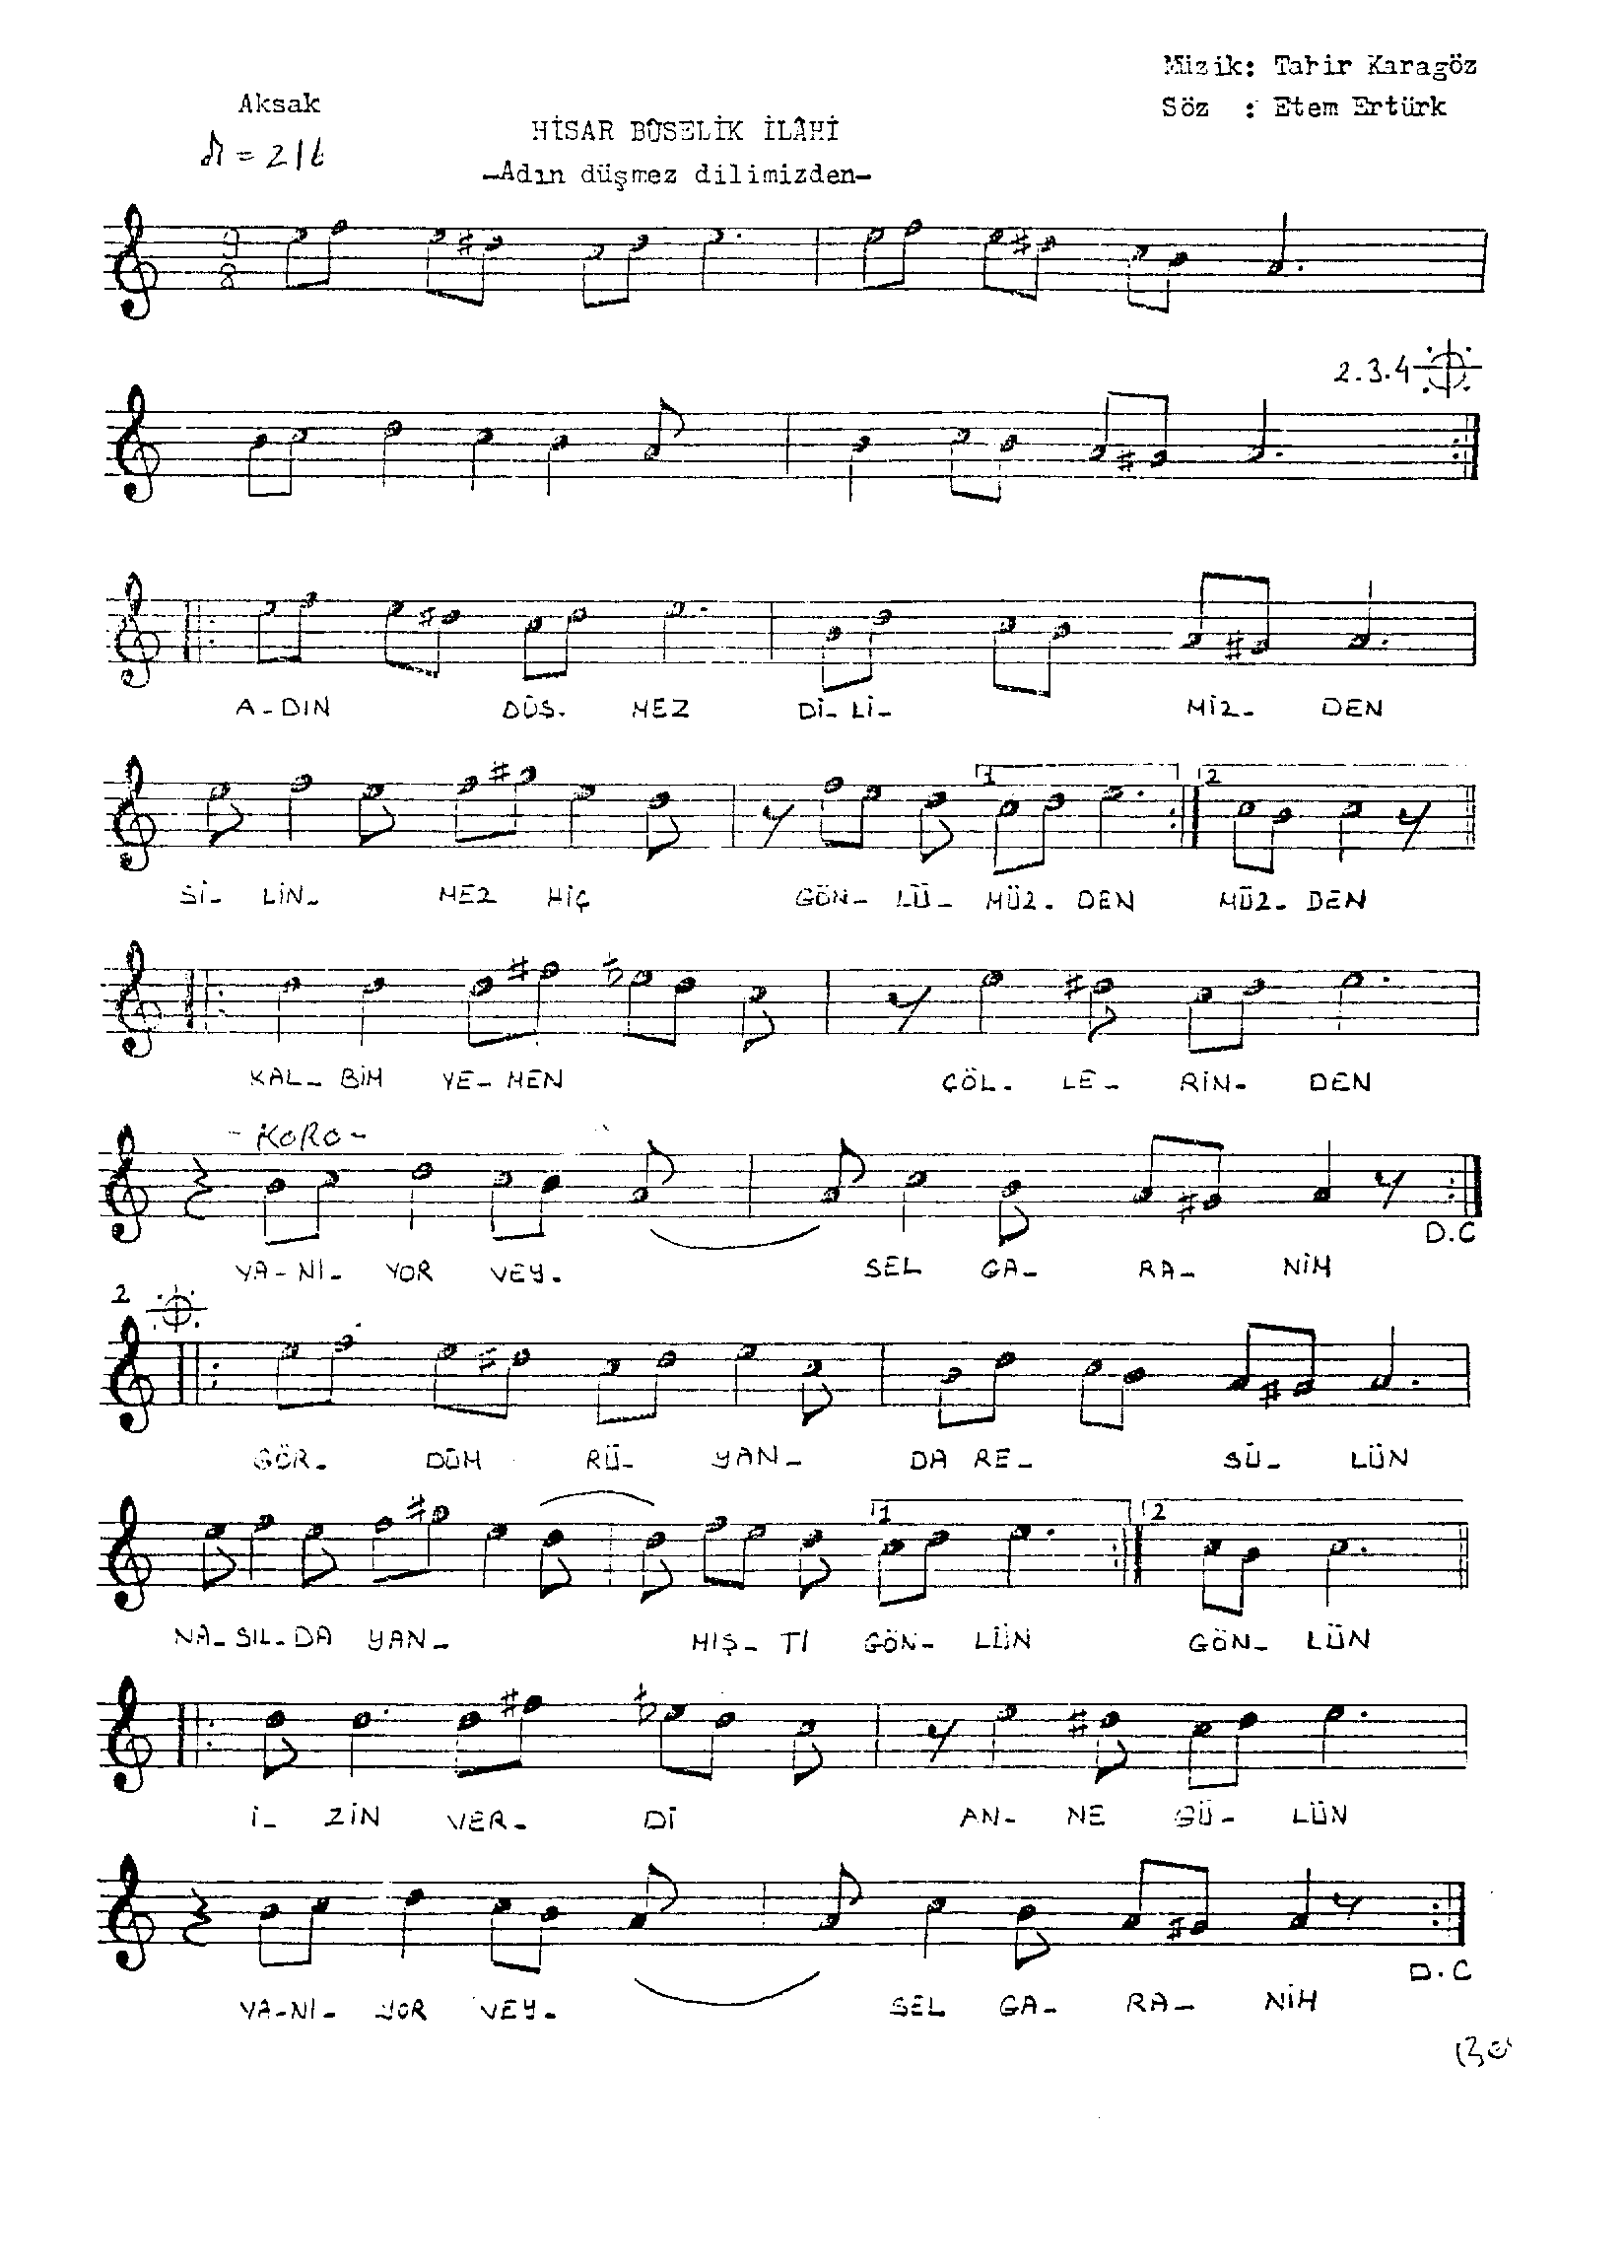 Müzik: Tahir Karagöz
Aksak
Söz : Etem Ertürk
HİSAR BÛSELİK İLÂHİ
♪ = 216
-Adın düşmez dilimizden-
9
8
2.3.4
A-DIN DÜŞ- MEZ Dİ-Lİ- MİZ- DEN
1 2
Sİ- LİN- MEZ HİÇ GÖN- LÜ- MÜZ- DEN MÜZ- DEN
KAL- BİM YE-MEN ÇÖL- LE- RİN- DEN
-KORO-
D.C
YA-NI- YOR VEY- SEL GA- RA- NİM
2
GÖR- DÜM RÜ- YAN- DA RE- SÛ- LÜN
1 2
NA-SIL-DA YAN- MIŞ- TI GÖN- LÜN GÖN- LÜN
İ- ZİN VER- Dİ AN- NE GÜ- LÜN
D.C
YA-NI- YOR VEY- SEL GA- RA- NİM